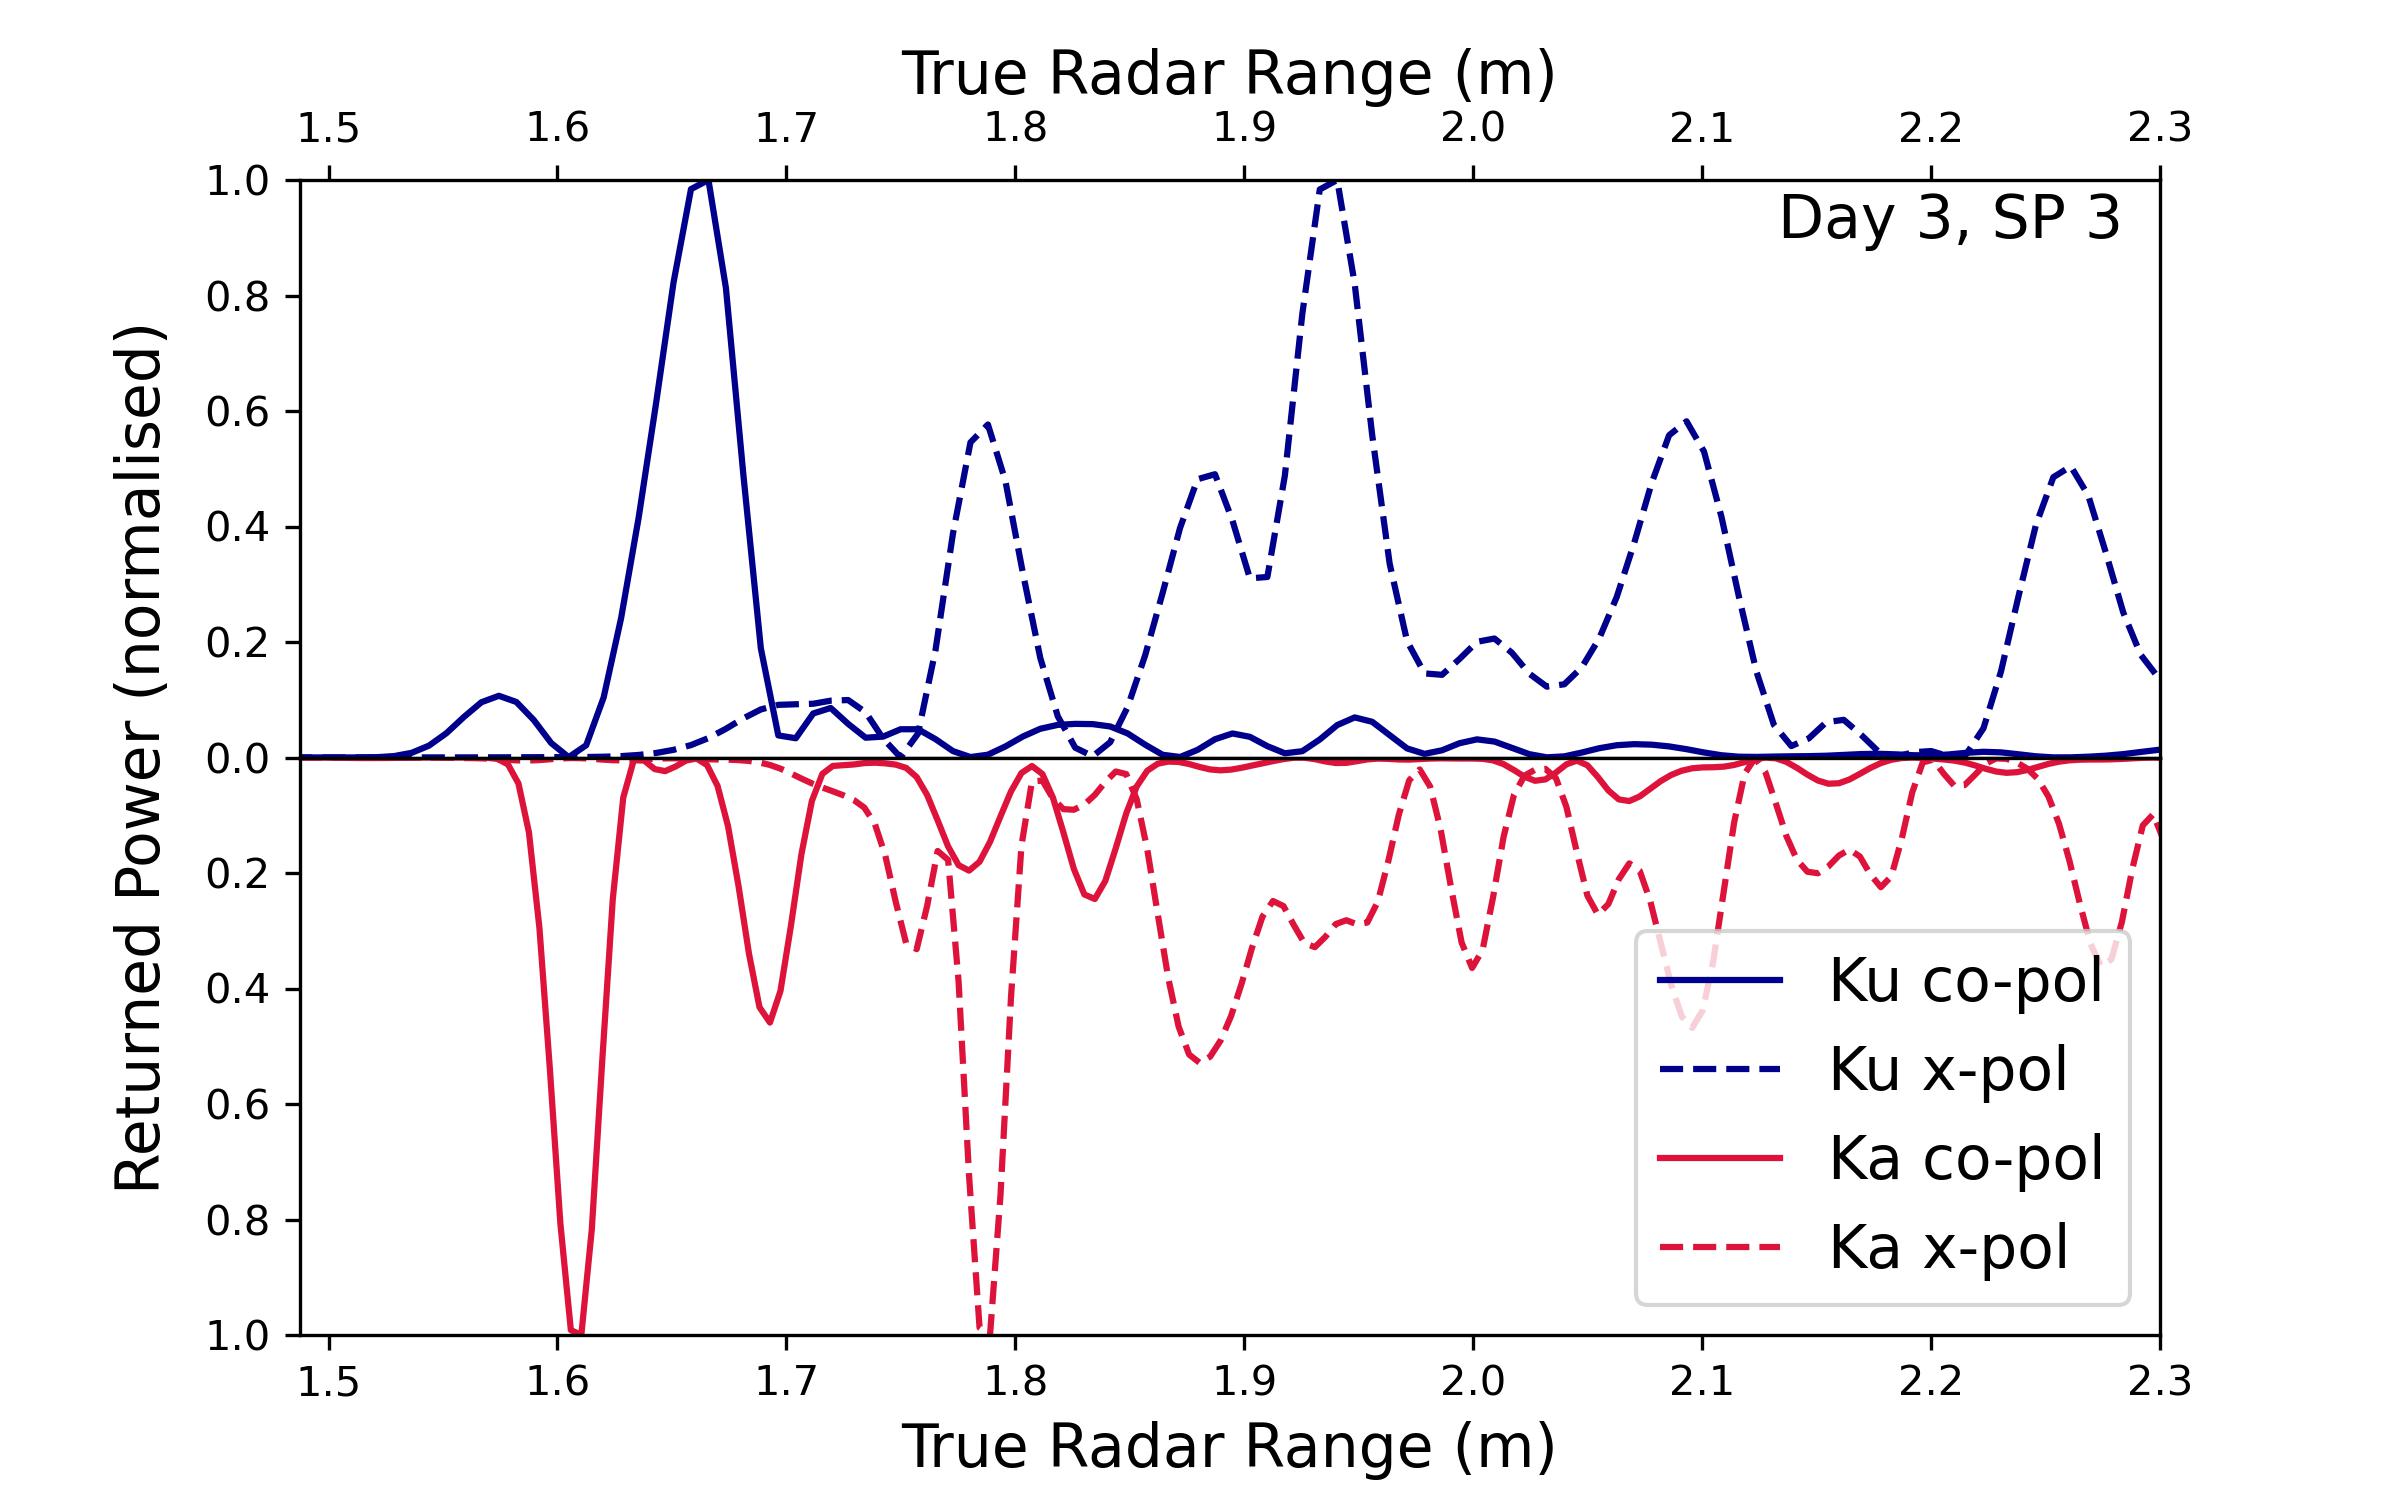 True Radar Range (m)
1.5 1.6 1.7 1.8 1.9 2.0 2.1 2.2 2.3
Day 3, SP 3
Returned Power (normalised)
1.0
0.8
0.6
0.4
0.2
0.0
0.2
0.4
0.6
0.8
1.0
Ku co-pol
Ku x-pol
Ka co-pol
Ka x-pol
1.5 1.6 1.7 1.8 1.9 2.0 2.1 2.2 2.3
True Radar Range (m)